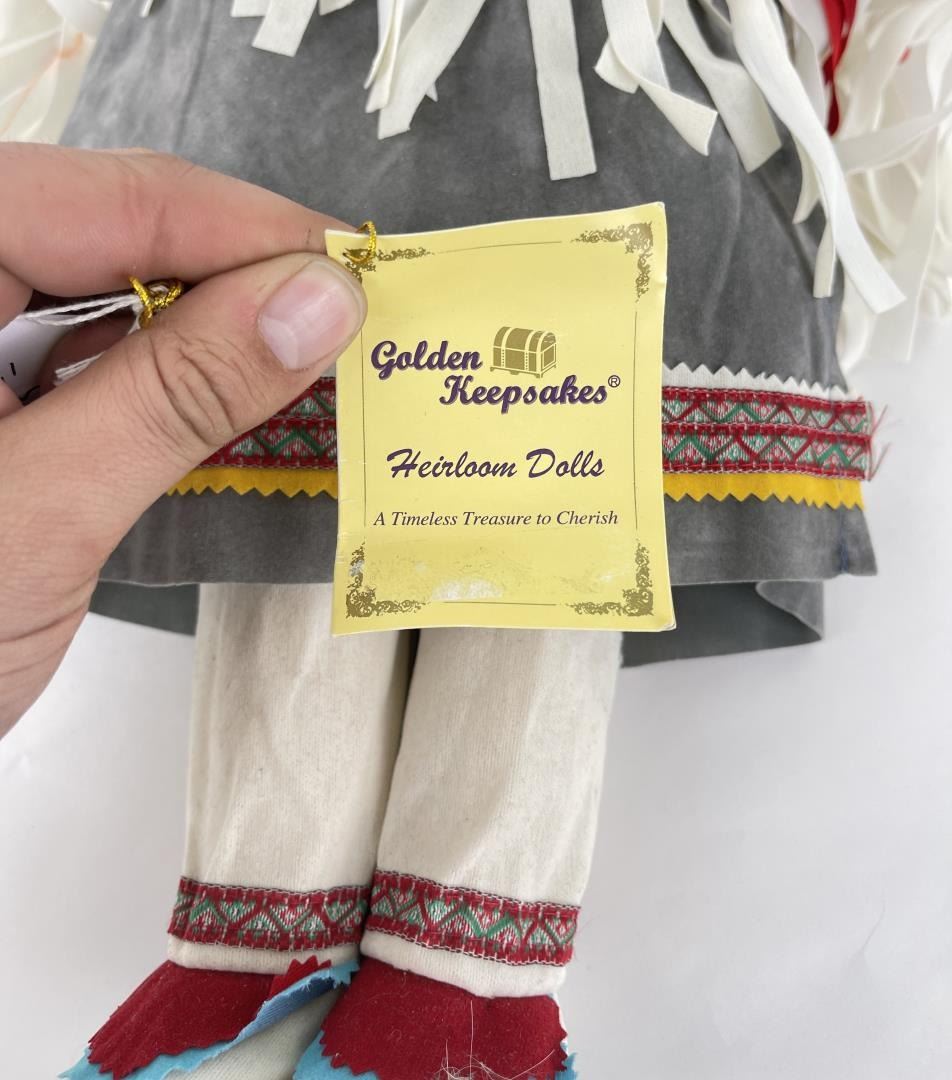 Golden
Keepsakes®
Heirloom Dolls
A Timeless Treasure to Cherish